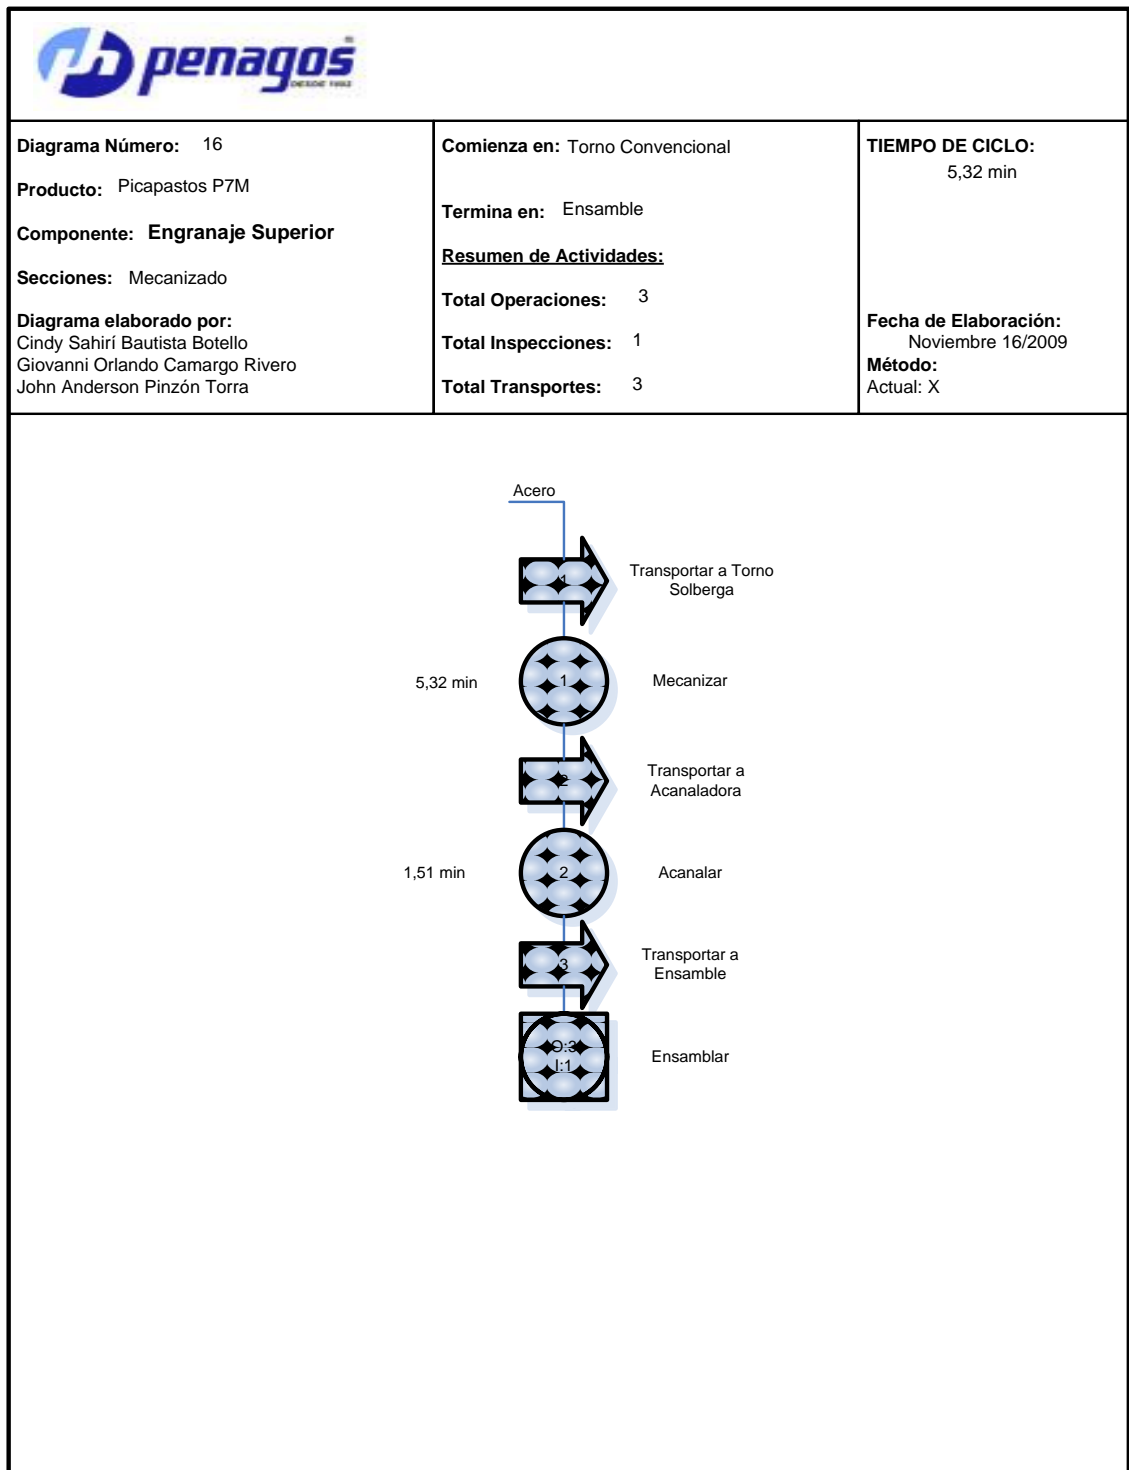 penagos®
DESDE 1892
Diagrama Número: 16
Producto: Picapastos P7M
Componente: Engranaje Superior
Secciones: Mecanizado
Diagrama elaborado por:
Cindy Sahirí Bautista Botello
Giovanni Orlando Camargo Rivero
John Anderson Pinzón Torra
Comienza en: Torno Convencional
Termina en: Ensamble
Resumen de Actividades:
Total Operaciones: 3
Total Inspecciones: 1
Total Transportes: 3
TIEMPO DE CICLO:
5,32 min
Fecha de Elaboración:
Noviembre 16/2009
Método:
Actual: X
Acero
1
Transportar a Torno
Solberga
5,32 min
1
Mecanizar
2
Transportar a
Acanaladora
1,51 min
2
Acanalar
3
Transportar a
Ensamble
O:3
I:1
Ensamblar